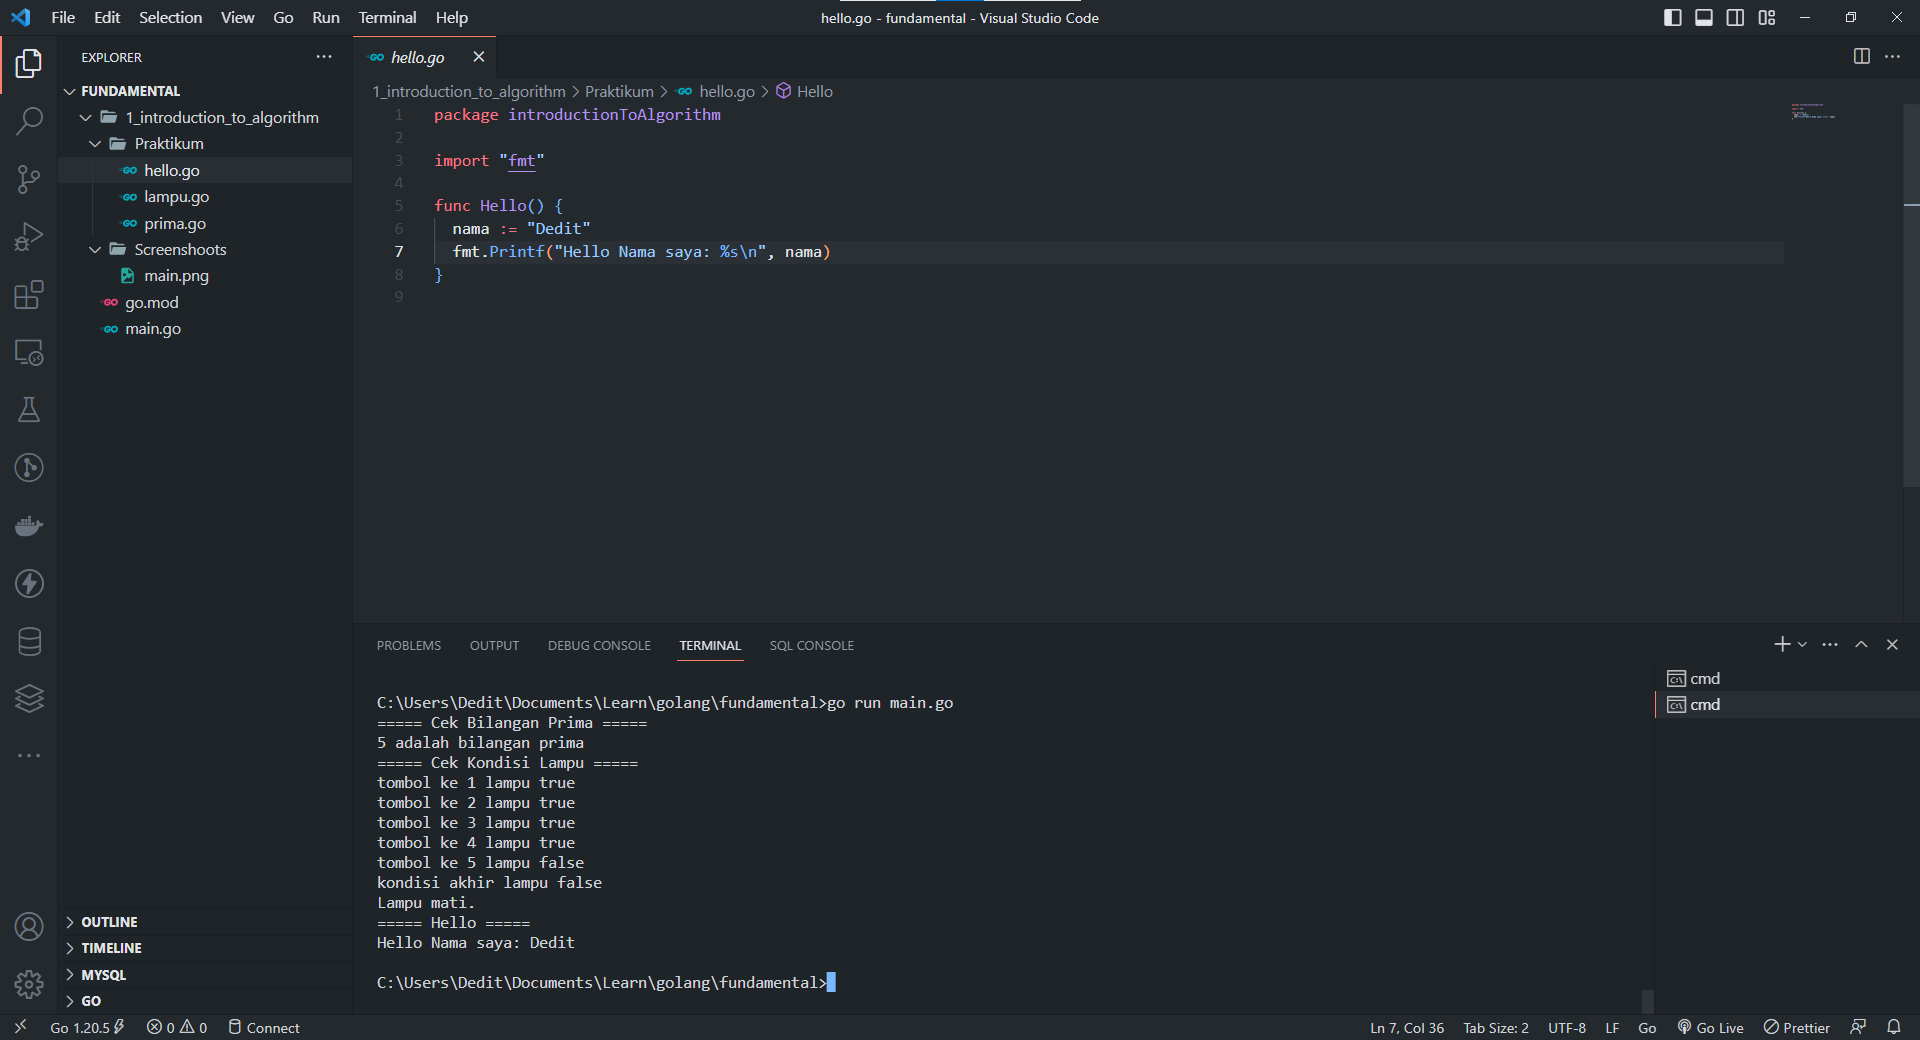 File Edit Selection View Go Run Terminal Help
hello.go - fundamental - Visual Studio Code
EXPLORER
FUNDAMENTAL
1_introduction_to_algorithm
Praktikum
hello.go
lampu.go
prima.go
Screenshoots
main.png
go.mod
main.go
OUTLINE
TIMELINE
MYSQL
GO
hello.go
1_introduction_to_algorithm > Praktikum > hello.go > Hello
1 package introductionToAlgorithm
2
3 import "fmt"
4
5 func Hello() {
6 nama := "Dedit"
7 fmt.Printf("Hello Nama saya: %s\n", nama)
8 }
9
PROBLEMS OUTPUT DEBUG CONSOLE TERMINAL SQL CONSOLE
C:\Users\Dedit\Documents\Learn\golang\fundamental>go run main.go
===== Cek Bilangan Prima =====
5 adalah bilangan prima
===== Cek Kondisi Lampu =====
tombol ke 1 lampu true
tombol ke 2 lampu true
tombol ke 3 lampu true
tombol ke 4 lampu true
tombol ke 5 lampu false
kondisi akhir lampu false
Lampu mati.
===== Hello =====
Hello Nama saya: Dedit
C:\Users\Dedit\Documents\Learn\golang\fundamental>
cmd
cmd
Go 1.20.5 0 0 Connect
Ln 7, Col 36 Tab Size: 2 UTF-8 LF Go Go Live Prettier